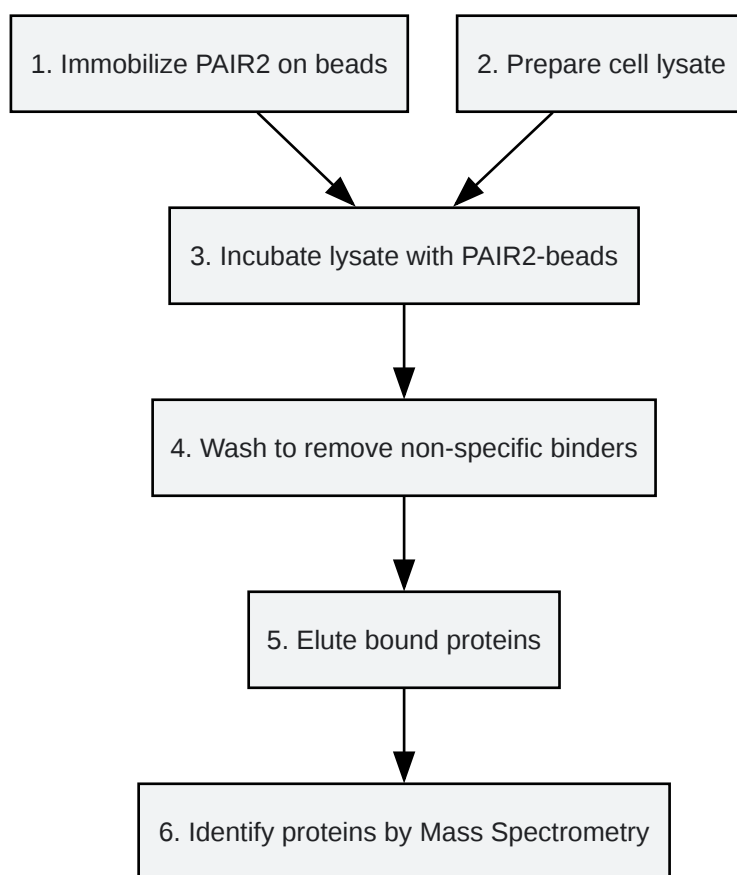 1. Immobilize PAIR2 on beads
2. Prepare cell lysate
3. Incubate lysate with PAIR2-beads
4. Wash to remove non-specific binders
5. Elute bound proteins
6. Identify proteins by Mass Spectrometry